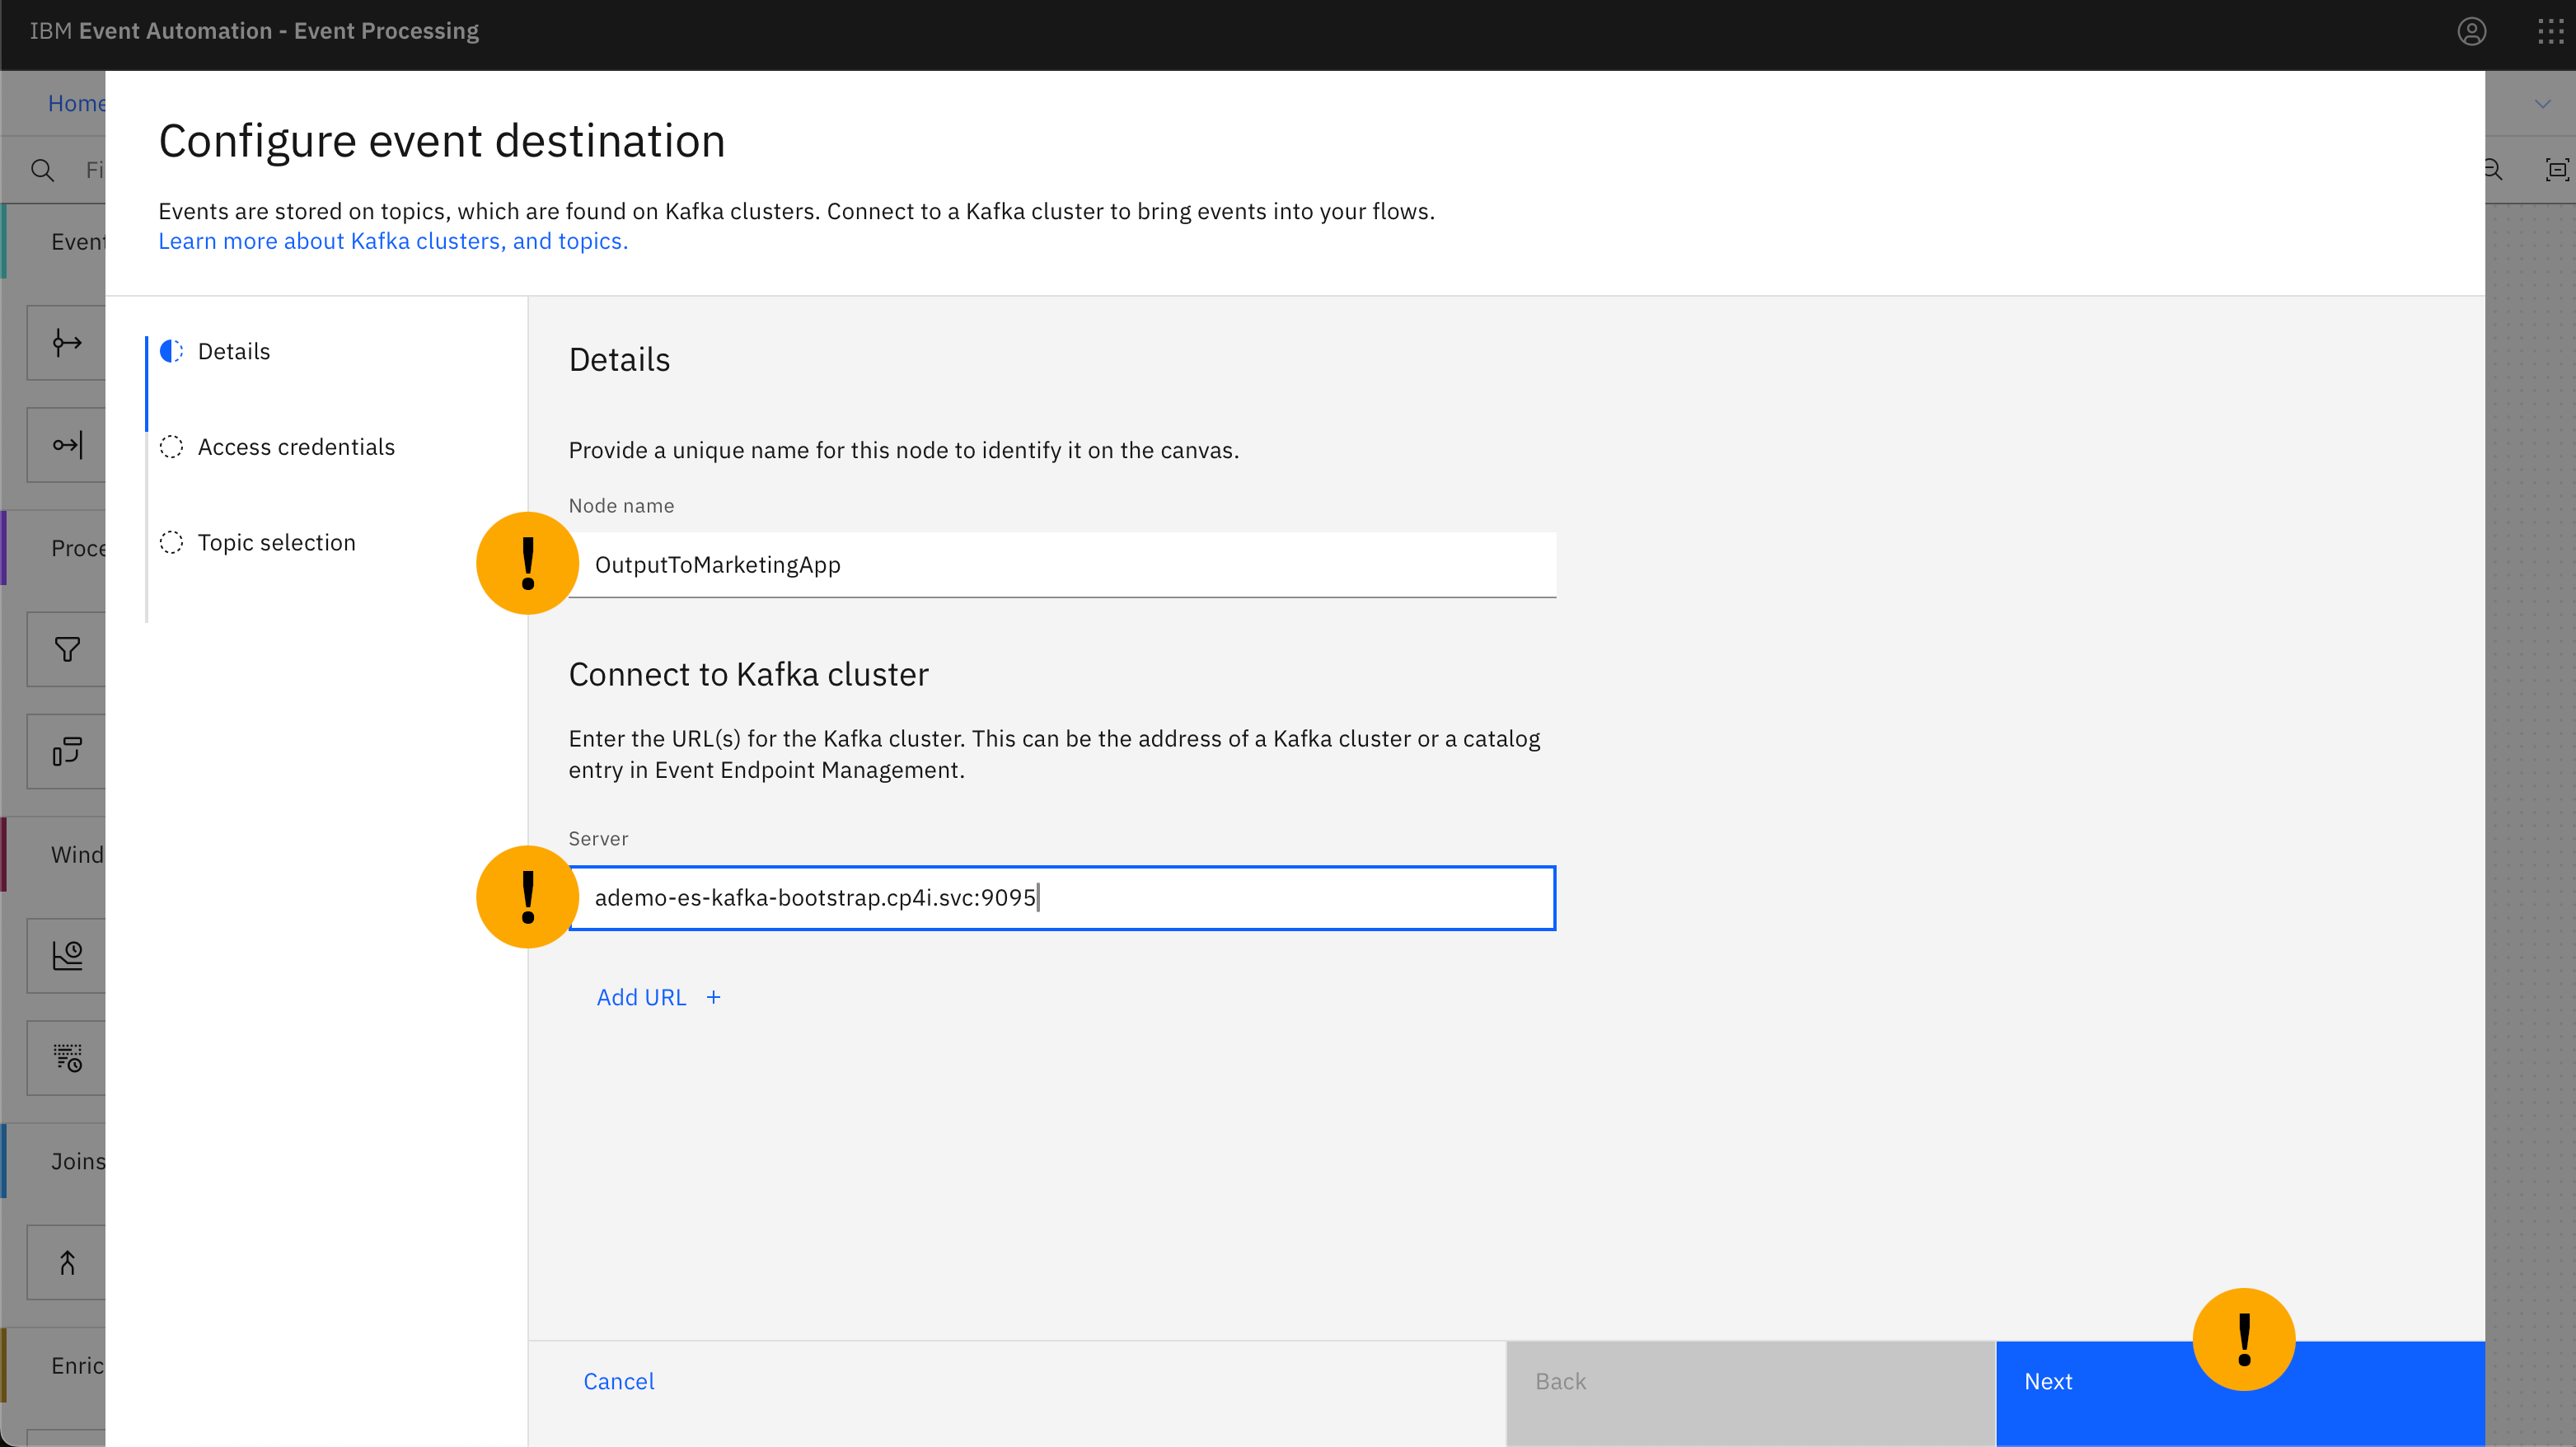 IBM Event Automation - Event Processing
Home
Configure event destination
Events are stored on topics, which are found on Kafka clusters. Connect to a Kafka cluster to bring events into your flows.
Learn more about Kafka clusters, and topics.
Fi
Event
Proce
Wind
Joins
Enric
Details
Access credentials
Topic selection
Details
Provide a unique name for this node to identify it on the canvas.
Node name
! OutputToMarketingApp
Connect to Kafka cluster
Enter the URL(s) for the Kafka cluster. This can be the address of a Kafka cluster or a catalog
entry in Event Endpoint Management.
Server
! ademo-es-kafka-bootstrap.cp4i.svc:9095
Add URL +
!
Cancel
Back
Next